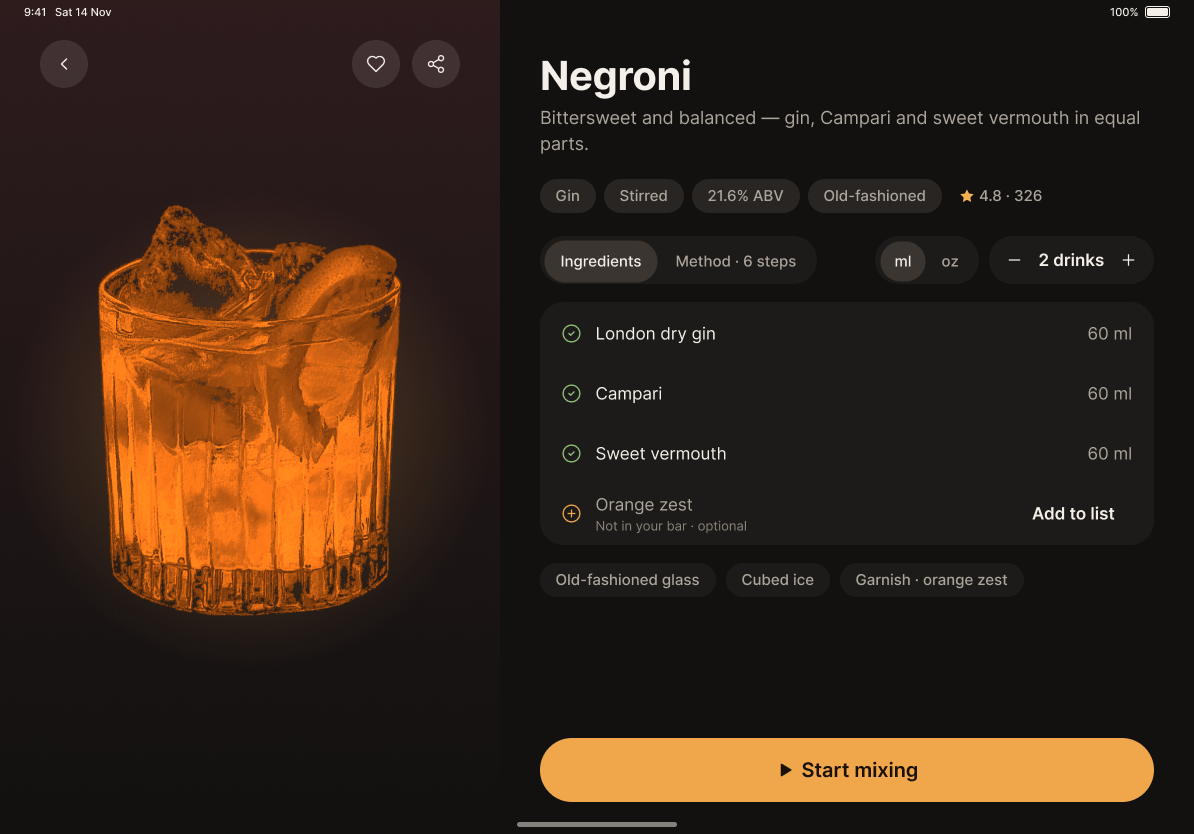 9:41 Sat 14 Nov
100%
Negroni
Bittersweet and balanced — gin, Campari and sweet vermouth in equal
parts.
Gin
Stirred
21.6% ABV
Old-fashioned
4.8 · 326
Ingredients
Method · 6 steps
ml
oz
2 drinks
London dry gin
60 ml
Campari
60 ml
Sweet vermouth
60 ml
Orange zest
Not in your bar · optional
Add to list
Old-fashioned glass
Cubed ice
Garnish · orange zest
Start mixing